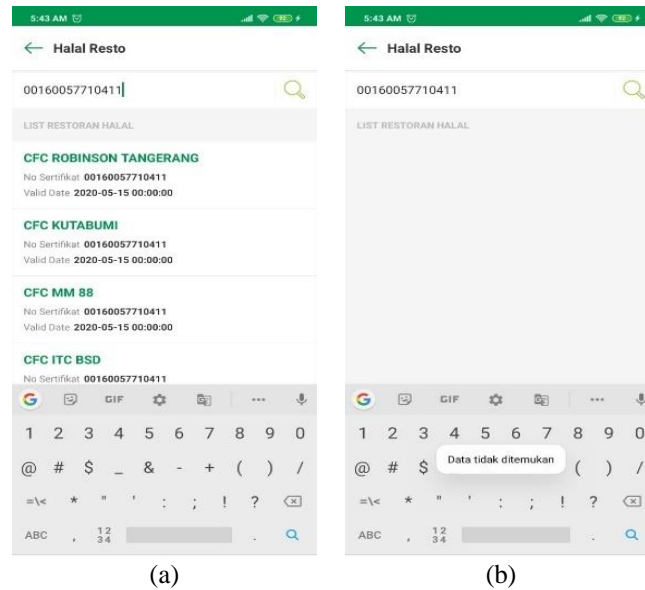 5:43 AM
92
Halal Resto
00160057710411
LIST RESTORAN HALAL
CFC ROBINSON TANGERANG
No Sertifikat 00160057710411
Valid Date 2020-05-15 00:00:00
CFC KUTABUMI
No Sertifikat 00160057710411
Valid Date 2020-05-15 00:00:00
CFC MM 88
No Sertifikat 00160057710411
Valid Date 2020-05-15 00:00:00
CFC ITC BSD
No Sertifikat 00160057710411
G GIF ...
1 2 3 4 5 6 7 8 9 0
@ # $ _ & - + ( ) /
=\< * " ' : ; ! ?
ABC , 12 34 .
(a)
5:43 AM
92
Halal Resto
00160057710411
LIST RESTORAN HALAL
G GIF ...
1 2 3 4 5 6 7 8 9 0
@ # $ Data tidak ditemukan ( ) /
=\< * " ' : ; ! ?
ABC , 12 34 .
(b)